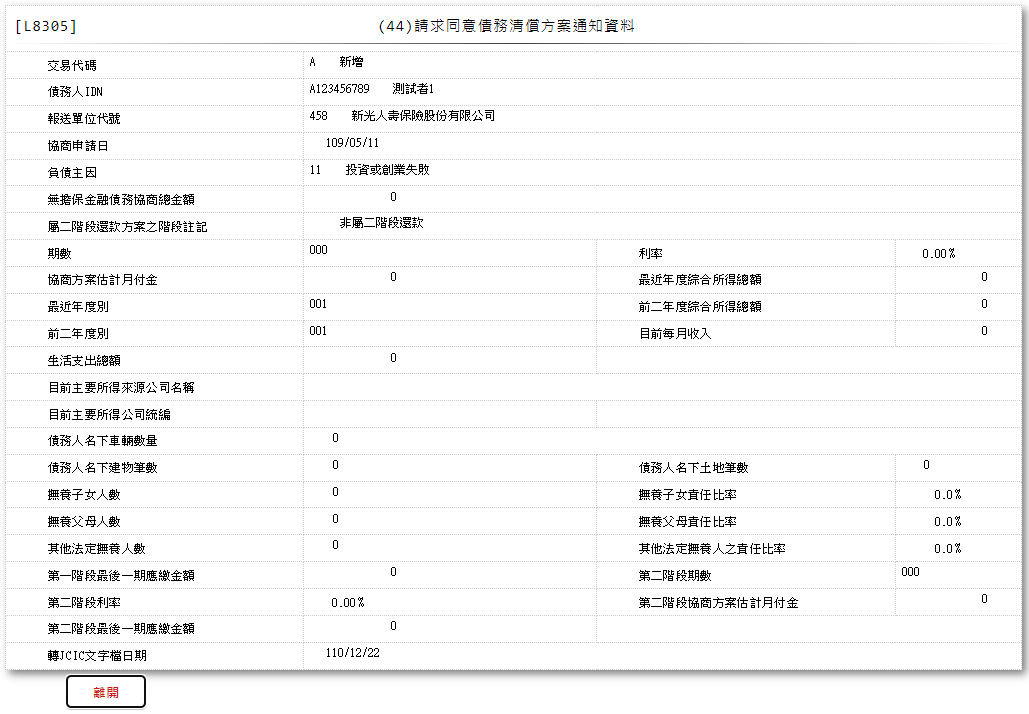 [L8305] (44)請求同意債務清償方案通知資料
交易代碼 A 新增
債務人IDN A123456789 測試者1
報送單位代號 458 新光人壽保險股份有限公司
協商申請日 109/05/11
負債主因 11 投資或創業失敗
無擔保金融債務協商總金額 0
屬二階段還款方案之階段註記 非屬二階段還款
期數 000 利率 0.00%
協商方案估計月付金 0 最近年度綜合所得總額 0
最近年度別 001 前二年度綜合所得總額 0
前二年度別 001 目前每月收入 0
生活支出總額 0
目前主要所得來源公司名稱
目前主要所得公司統編
債務人名下車輛數量 0
債務人名下建物筆數 0 債務人名下土地筆數 0
撫養子女人數 0 撫養子女責任比率 0.0%
撫養父母人數 0 撫養父母責任比率 0.0%
其他法定撫養人數 0 其他法定撫養人之責任比率 0.0%
第一階段最後一期應繳金額 0 第二階段期數 000
第二階段利率 0.00% 第二階段協商方案估計月付金 0
第二階段最後一期應繳金額 0
轉JCIC文字檔日期 110/12/22
離開